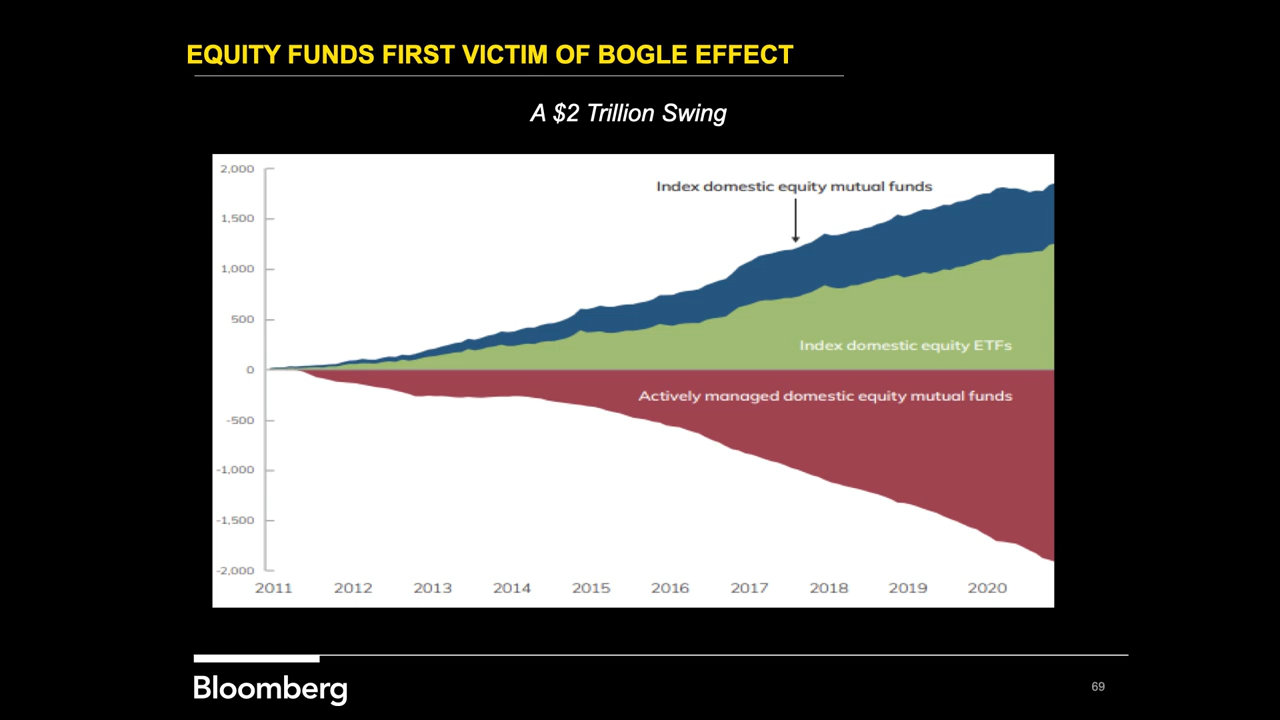 EQUITY FUNDS FIRST VICTIM OF BOGLE EFFECT
A $2 Trillion Swing
2,000
Index domestic equity mutual funds
1,500
1,000
500
Index domestic equity ETFs
0
Actively managed domestic equity mutual funds
-500
-1,000
-1,500
-2,000
2011 2012 2013 2014 2015 2016 2017 2018 2019 2020
Bloomberg
69